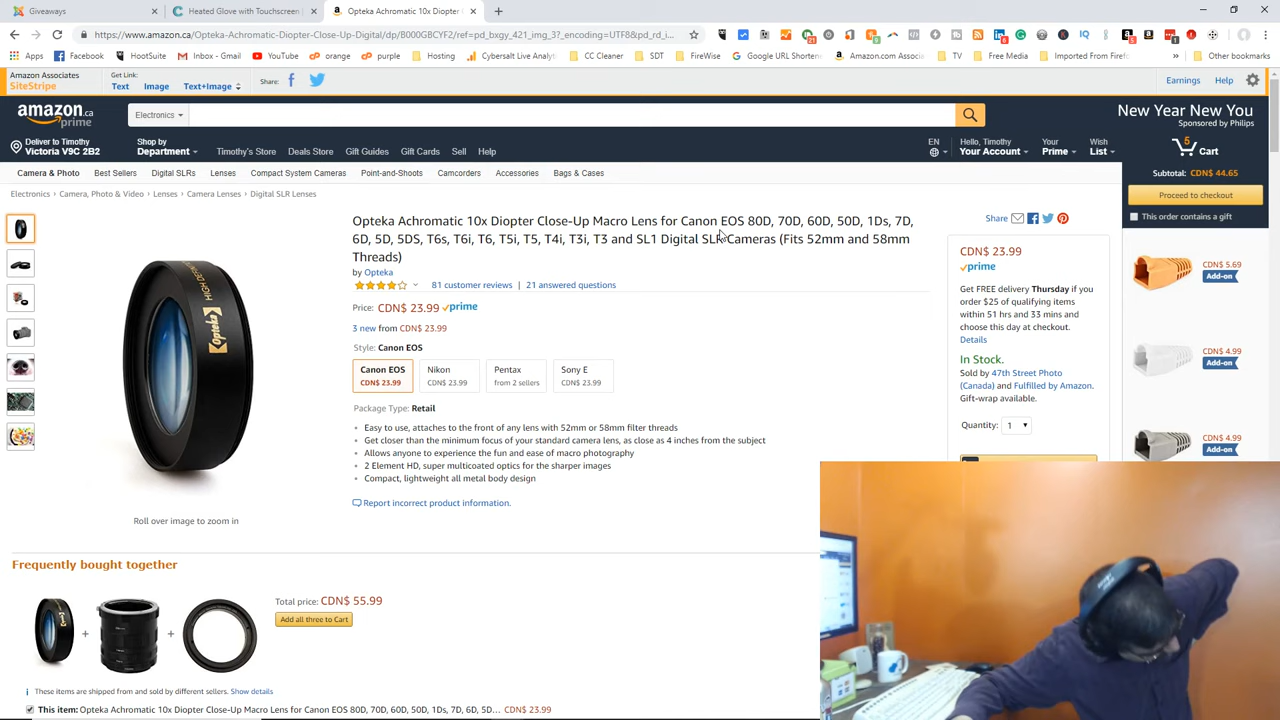 Giveaways
Heated Glove with Touchscreen
Opteka Achromatic 10x Diopter
https://www.amazon.ca/Opteka-Achromatic-Diopter-Close-Up-Digital/dp/B000GBCYF2/ref=pd_bxgy_421_img_3?_encoding=UTF8&pd_rd_i...
Apps Facebook HootSuite Inbox - Gmail YouTube orange purple Hosting Cybersalt Live Analy CC Cleaner SDT FireWise Google URL Shorten Amazon.com Associa TV Free Media Imported From Firef Other bookmarks
Amazon Associates
SiteStripe
Get Link:
Text Image Text+Image
Share:
Earnings Help
amazon.ca
prime
Electronics
New Year New You
Sponsored by Philips
Deliver to Timothy
Victoria V9C 2B2
Shop by
Department
Timothy's Store Deals Store Gift Guides Gift Cards Sell Help
EN
Hello, Timothy
Your Account
Your
Prime
Wish
List
5
Cart
Camera & Photo Best Sellers Digital SLRs Lenses Compact System Cameras Point-and-Shoots Camcorders Accessories Bags & Cases
Subtotal: CDN$ 44.65
Proceed to checkout
This order contains a gift
Electronics › Camera, Photo & Video › Lenses › Camera Lenses › Digital SLR Lenses
Opteka Achromatic 10x Diopter Close-Up Macro Lens for Canon EOS 80D, 70D, 60D, 50D, 1Ds, 7D,
6D, 5D, 5DS, T6s, T6i, T6, T5i, T5, T4i, T3i, T3 and SL1 Digital SLR Cameras (Fits 52mm and 58mm
Threads)
by Opteka
81 customer reviews | 21 answered questions
Price: CDN$ 23.99 prime
3 new from CDN$ 23.99
Style: Canon EOS
Canon EOS
CDN$ 23.99
Nikon
CDN$ 23.99
Pentax
from 2 sellers
Sony E
CDN$ 23.99
Package Type: Retail
• Easy to use, attaches to the front of any lens with 52mm or 58mm filter threads
• Get closer than the minimum focus of your standard camera lens, as close as 4 inches from the subject
• Allows anyone to experience the fun and ease of macro photography
• 2 Element HD, super multicoated optics for the sharper images
• Compact, lightweight all metal body design
Report incorrect product information.
Opteka
HIGH DEFINIT
Roll over image to zoom in
Share
CDN$ 23.99
prime
Get FREE delivery Thursday if you
order $25 of qualifying items
within 51 hrs and 33 mins and
choose this day at checkout.
Details
In Stock.
Sold by 47th Street Photo
(Canada) and Fulfilled by Amazon.
Gift-wrap available.
Quantity: 1
CDN$ 5.69
Add-on
CDN$ 4.99
Add-on
CDN$ 4.99
Add-on
Frequently bought together
Total price: CDN$ 55.99
Add all three to Cart
These items are shipped from and sold by different sellers. Show details
This item: Opteka Achromatic 10x Diopter Close-Up Macro Lens for Canon EOS 80D, 70D, 60D, 50D, 1Ds, 7D, 6D, 5D… CDN$ 23.99